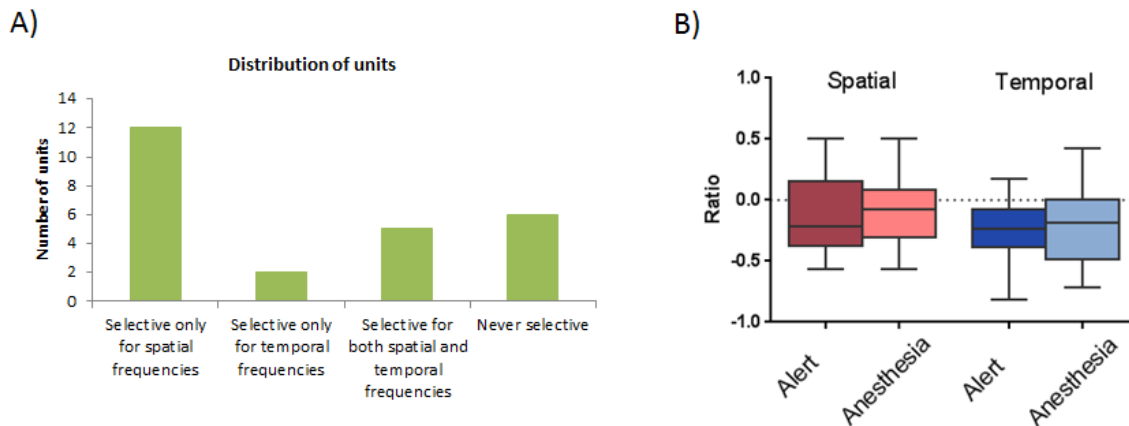 A)
Distribution of units
Number of units
14
12
10
8
6
4
2
0
Selective only
for spatial
frequencies
Selective only
for temporal
frequencies
Selective for
both spatial and
temporal
frequencies
Never selective
B)
Spatial
Temporal
Ratio
1.0
0.5
0.0
-0.5
-1.0
Alert
Anesthesia
Alert
Anesthesia